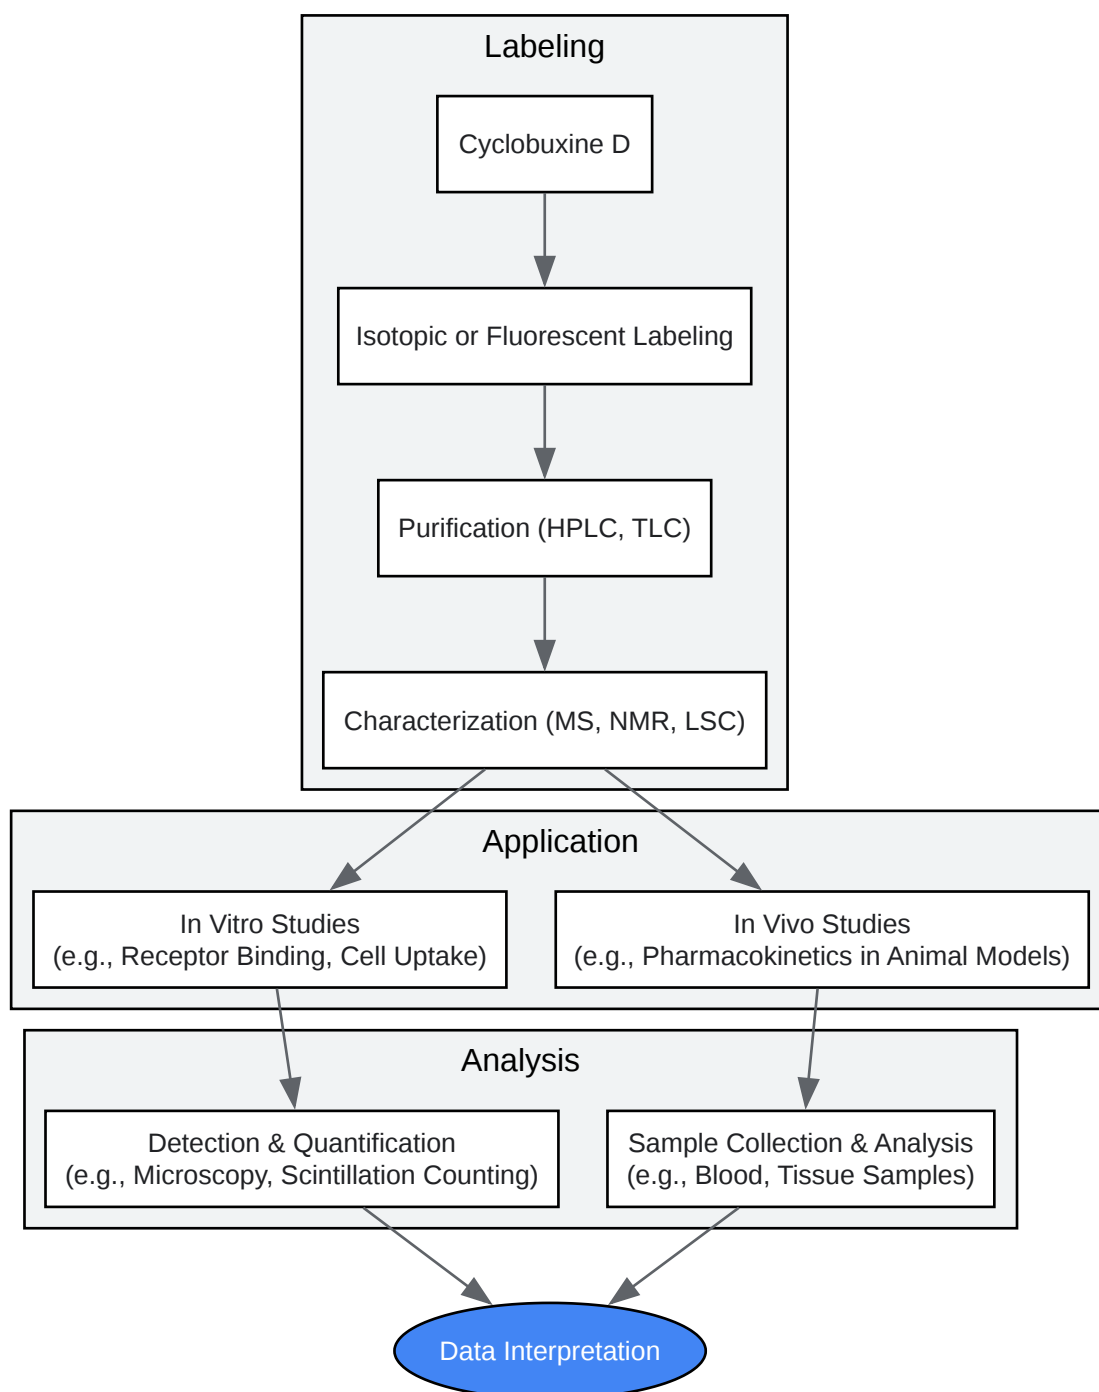 Labeling
Cyclobuxine D
Isotopic or Fluorescent Labeling
Purification (HPLC, TLC)
Characterization (MS, NMR, LSC)
Application
In Vitro Studies
(e.g., Receptor Binding, Cell Uptake)
In Vivo Studies
(e.g., Pharmacokinetics in Animal Models)
Analysis
Detection & Quantification
(e.g., Microscopy, Scintillation Counting)
Sample Collection & Analysis
(e.g., Blood, Tissue Samples)
Data Interpretation